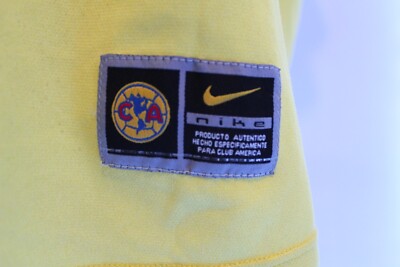 CA
nike
PRODUCTO AUTENTICO
HECHO ESPECIFICAMENTE
PARA CLUB AMERICA